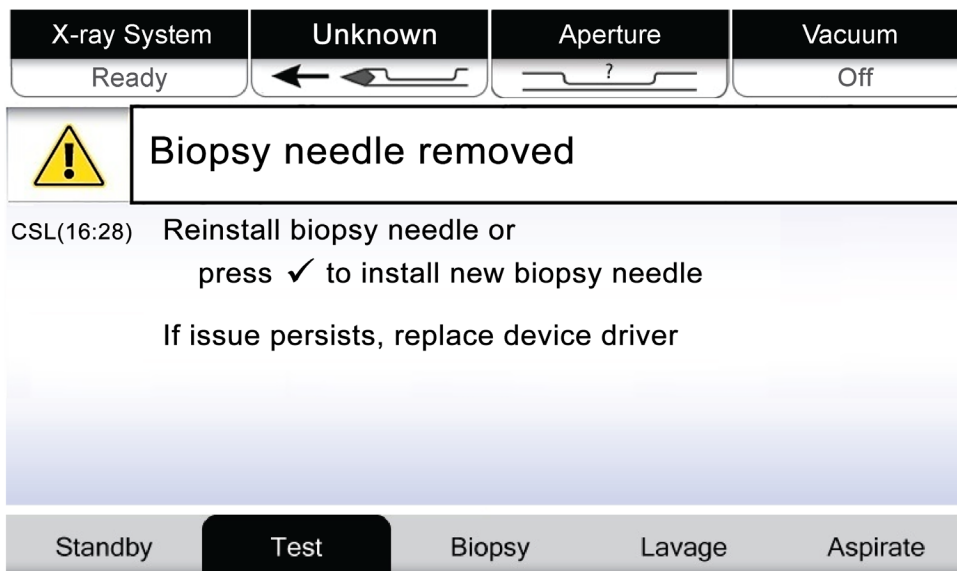 X-ray System
Unknown
Aperture
Vacuum
Ready
?
Off
Biopsy needle removed
CSL(16:28) Reinstall biopsy needle or
press ✓ to install new biopsy needle
If issue persists, replace device driver
Standby
Test
Biopsy
Lavage
Aspirate